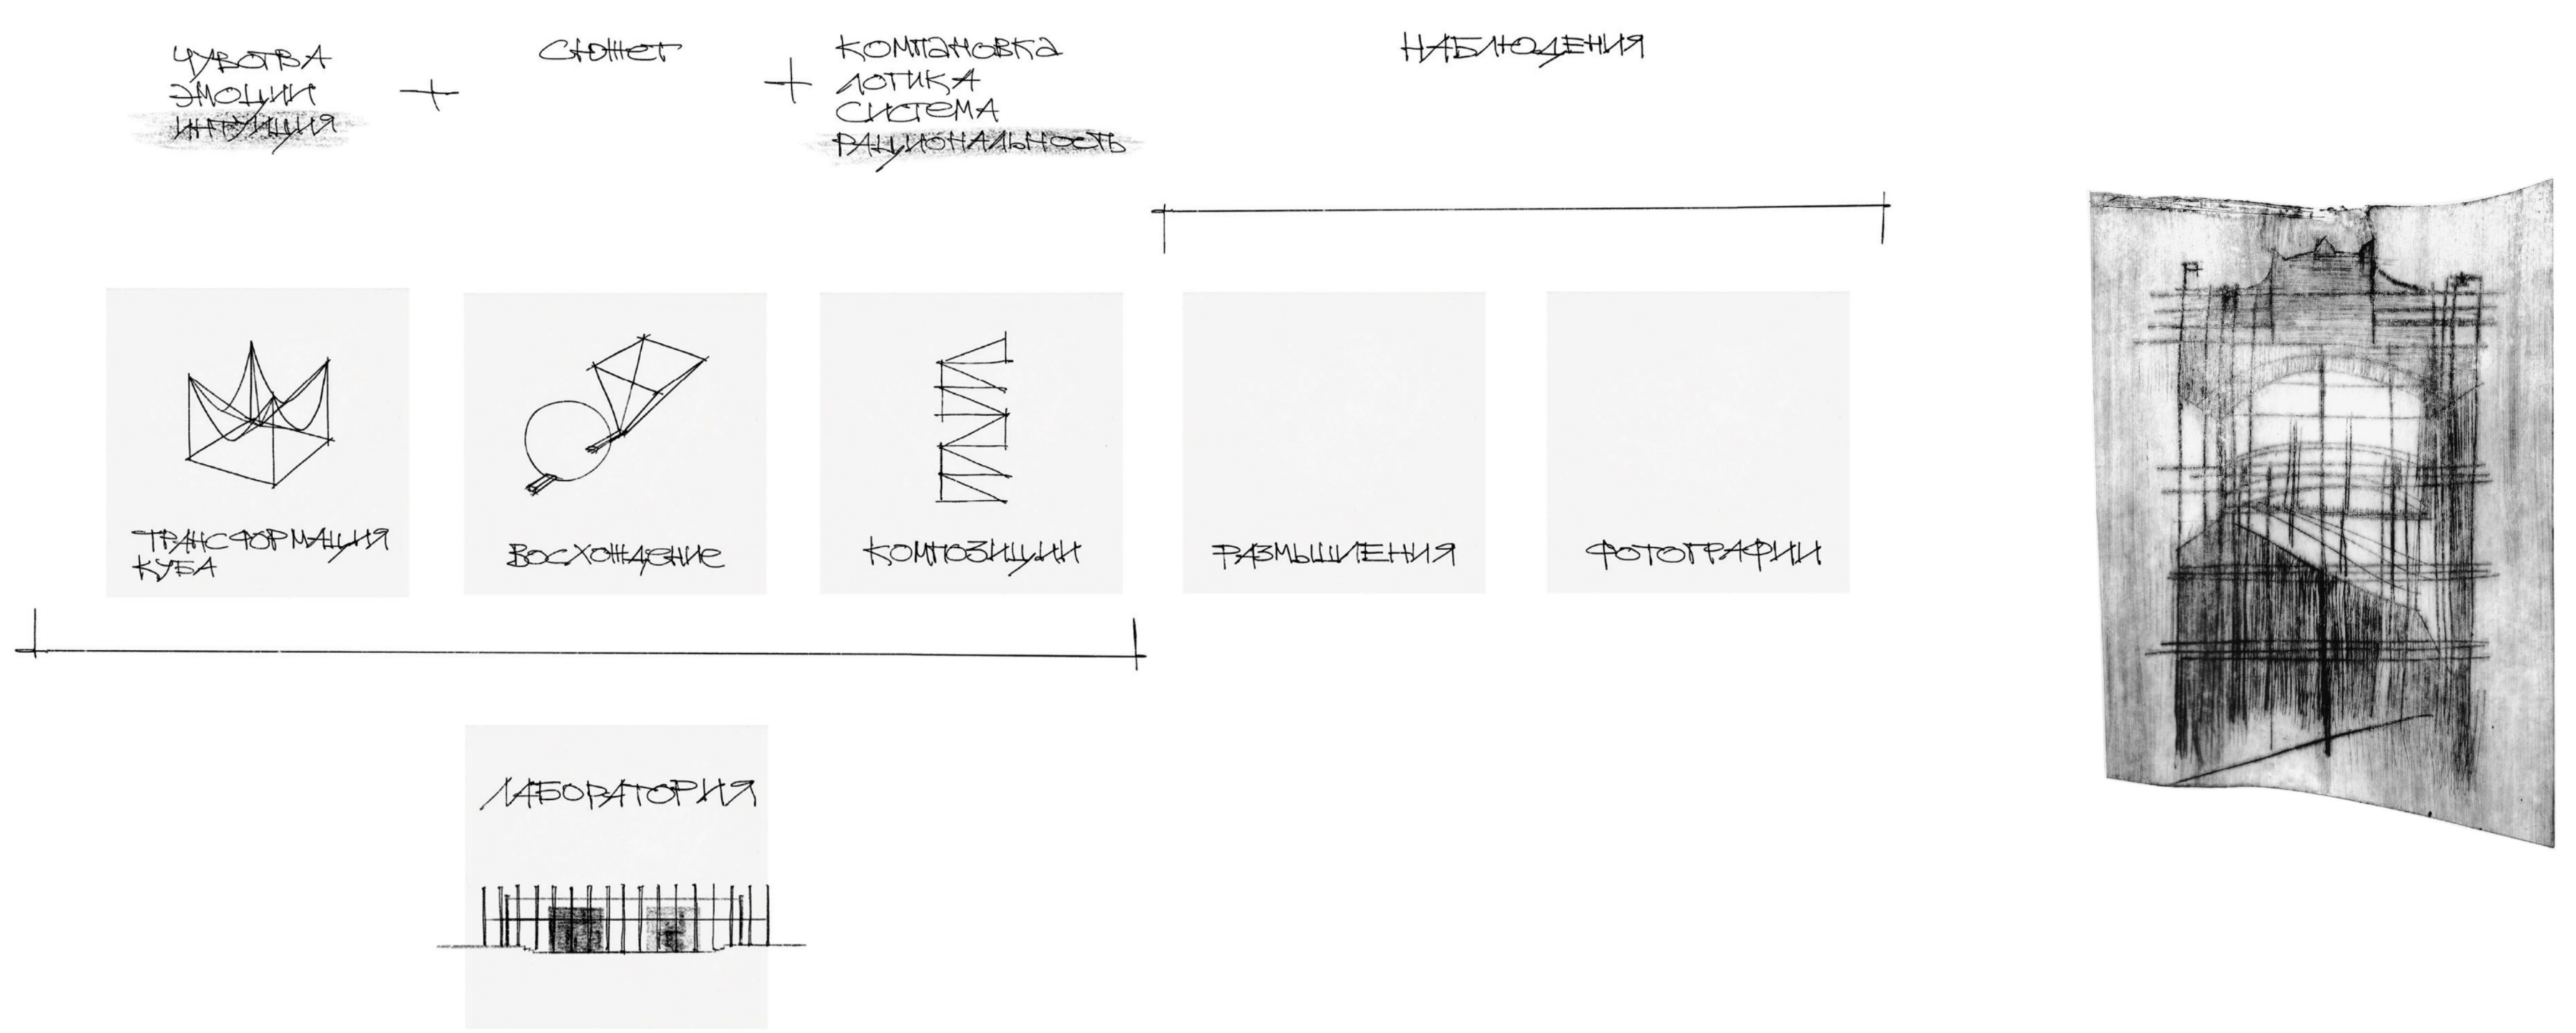 ЧУВСТВА
ЭМОЦИИ
ИНТУИЦИЯ
+
СЮЖЕТ
+
КОМПАНОВКА
ЛОГИКА
СИСТЕМА
РАЦИОНАЛЬНОСТЬ
НАБЛЮДЕНИЯ
ТРАНСФОРМАЦИЯ
КУБА
ВОСХОЖДЕНИЕ
КОМПОЗИЦИИ
РАЗМЫШЛЕНИЯ
ФОТОГРАФИИ
ЛАБОРАТОРИЯ